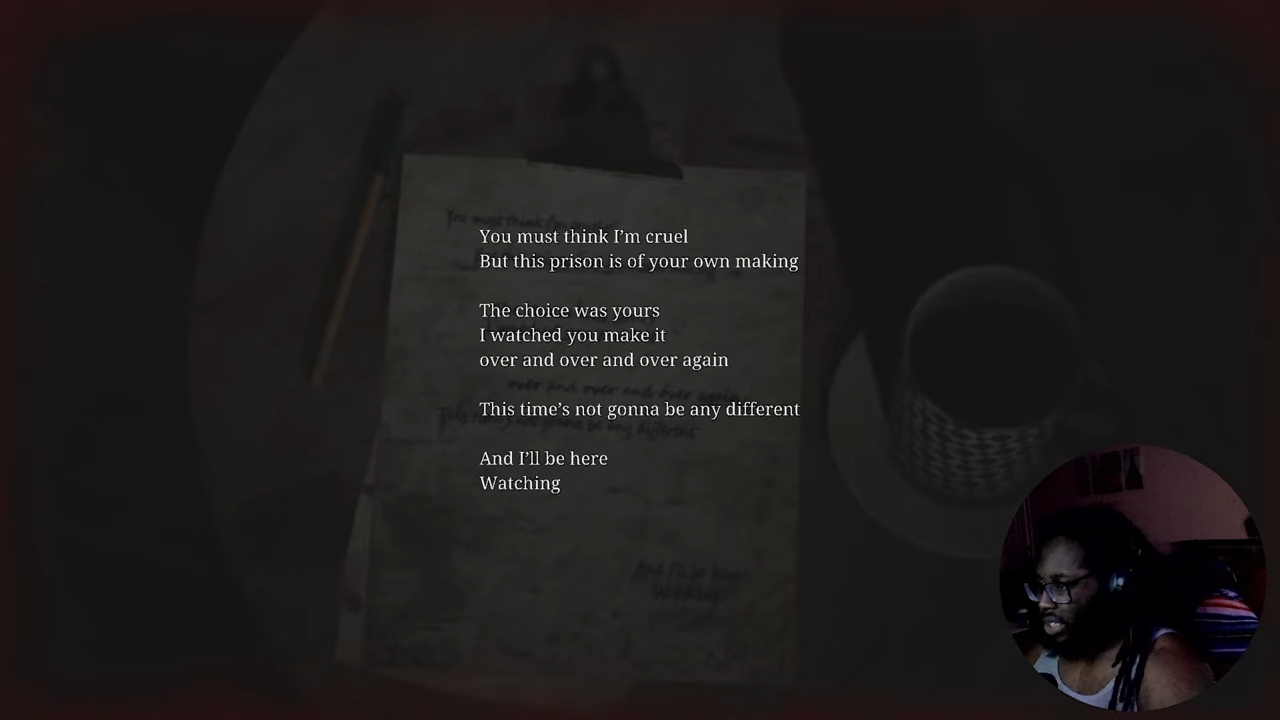 You must think I’m cruel
But this prison is of your own making
The choice was yours
I watched you make it
over and over and over again
This time’s not gonna be any different
And I’ll be here
Watching